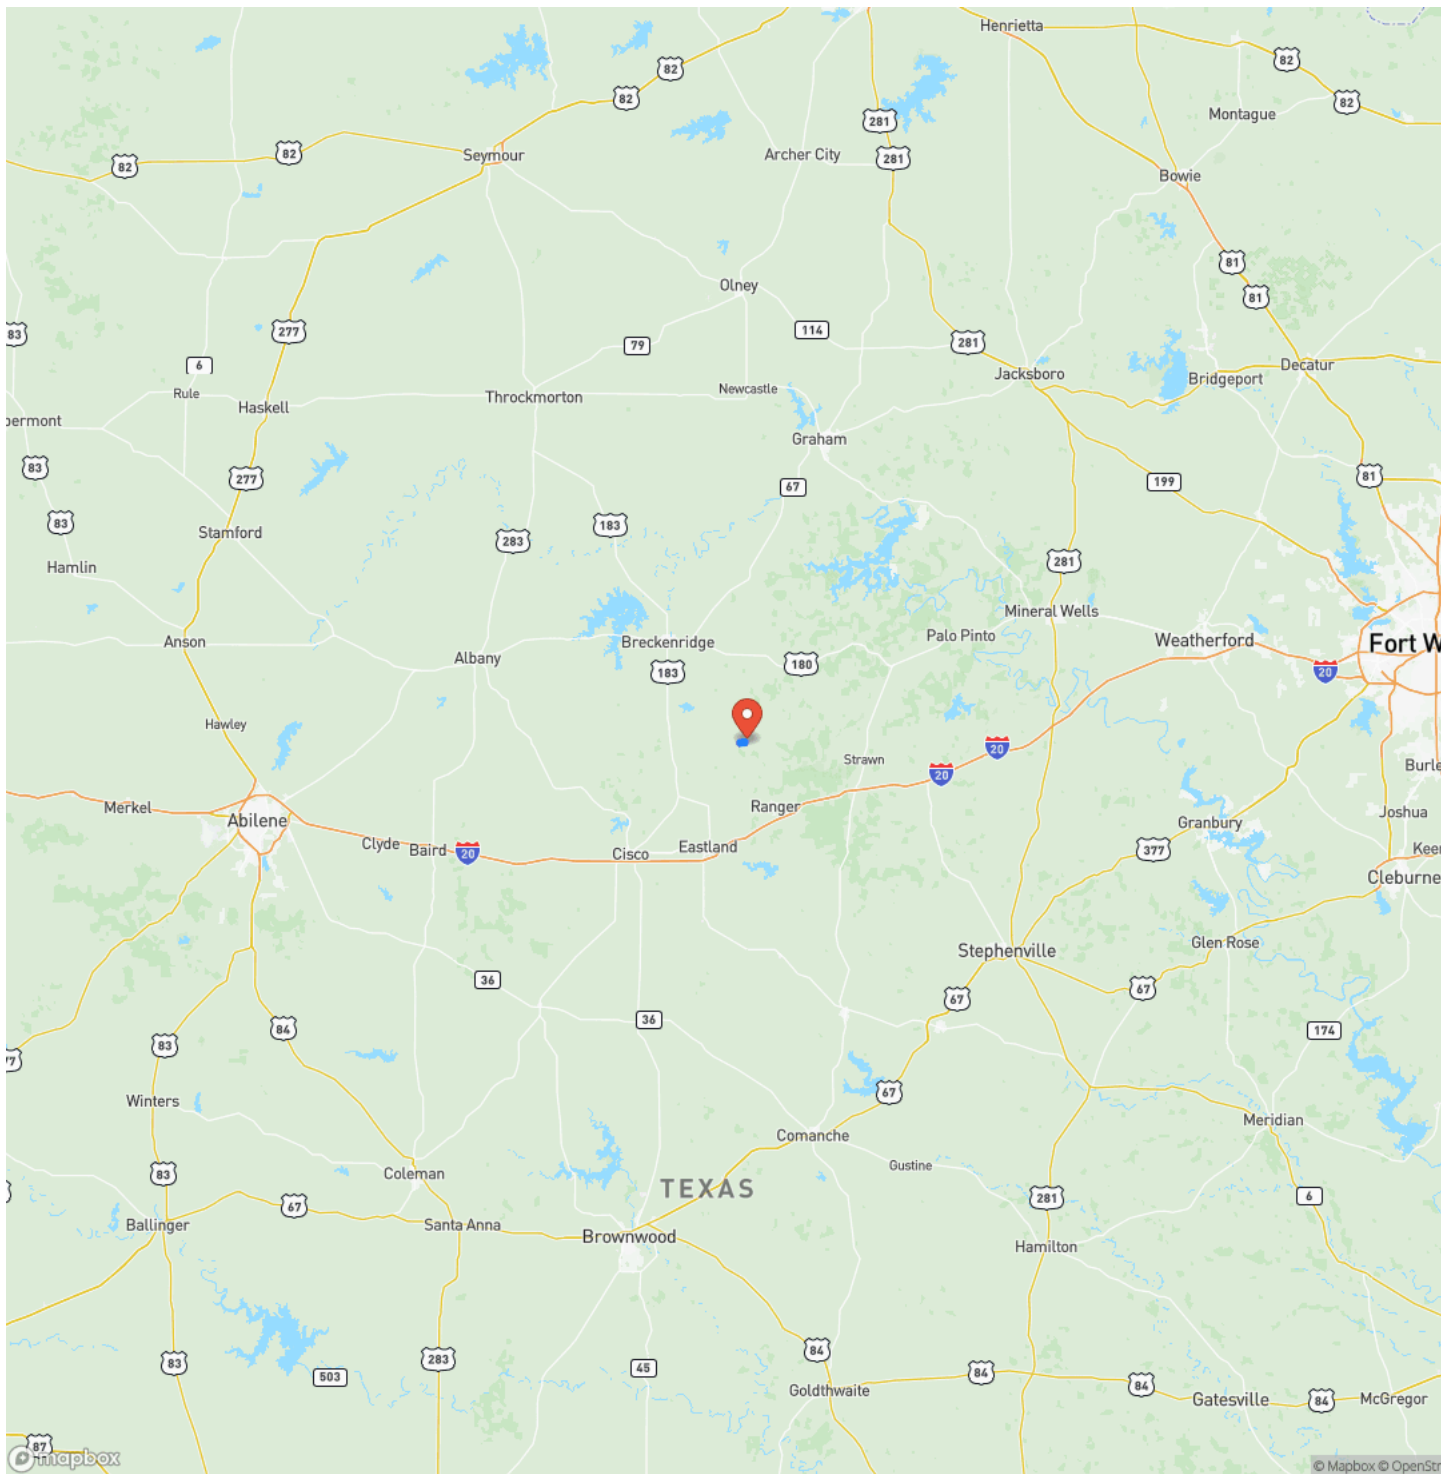 Henrietta
82
82
82
82
Montague
281
82
82
Seymour
Archer City
281
Bowie
81
81
Olney
277
83
114
79
281
6
Jacksboro
Decatur
Bridgeport
Rule
Throckmorton
Newcastle
Haskell
permont
Graham
83
277
67
199
81
83
Stamford
183
283
281
Hamlin
Mineral Wells
Anson
Breckenridge
Palo Pinto
Weatherford
Fort W
Albany
183
180
20
Hawley
20
Strawn
20
Burle
Merkel
Ranger
Joshua
Abilene
Granbury
Clyde
Baird
20
Cisco
Eastland
377
Keer
Cleburne
Stephenville
Glen Rose
36
67
67
84
36
174
83
77
67
Winters
Meridian
Comanche
Gustine
Coleman
83
TEXAS
281
6
67
Ballinger
Santa Anna
Brownwood
Hamilton
84
83
283
45
503
84
84
Goldthwaite
Gatesville
84
McGregor
87
mapbox
© Mapbox © OpenStr